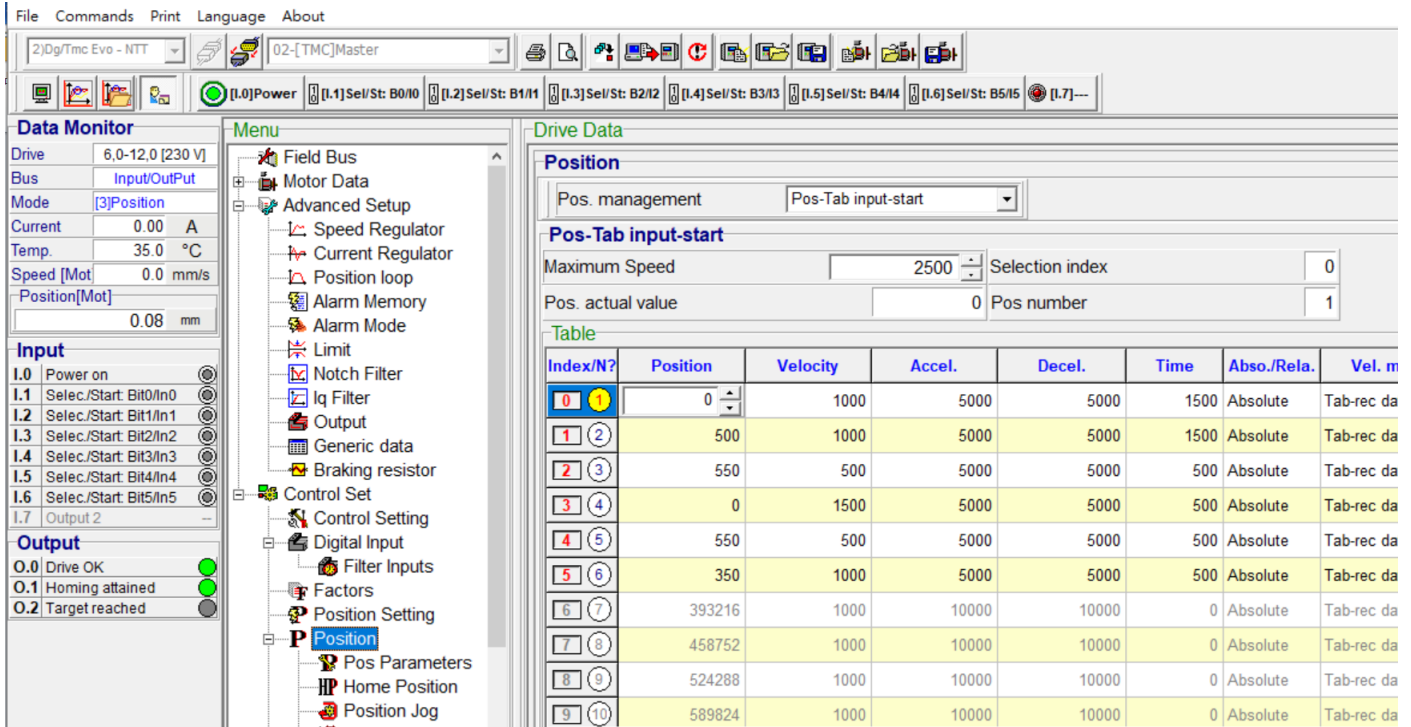 File Commands Print Language About
2)Dg/Tmc Evo - NTT 02-[TMC]Master
[I.0]Power [I.1]Sel/St: B0/I0 [I.2]Sel/St: B1/I1 [I.3]Sel/St: B2/I2 [I.4]Sel/St: B3/I3 [I.5]Sel/St: B4/I4 [I.6]Sel/St: B5/I5 [I.7]---
Data Monitor
Drive 6,0-12,0 [230 V]
Bus Input/OutPut
Mode [3]Position
Current 0.00 A
Temp. 35.0 °C
Speed [Mot 0.0 mm/s
Position[Mot]
0.08 mm
Input
I.0 Power on
I.1 Selec./Start: Bit0/In0
I.2 Selec./Start: Bit1/In1
I.3 Selec./Start: Bit2/In2
I.4 Selec./Start: Bit3/In3
I.5 Selec./Start: Bit4/In4
I.6 Selec./Start: Bit5/In5
I.7 Output 2 --
Output
O.0 Drive OK
O.1 Homing attained
O.2 Target reached
Menu
Field Bus
Motor Data
Advanced Setup
Speed Regulator
Current Regulator
Position loop
Alarm Memory
Alarm Mode
Limit
Notch Filter
Iq Filter
Output
Generic data
Braking resistor
Control Set
Control Setting
Digital Input
Filter Inputs
Factors
Position Setting
P Position
Pos Parameters
HP Home Position
Position Jog
Drive Data
Position
Pos. management Pos-Tab input-start
Pos-Tab input-start
Maximum Speed 2500 Selection index 0
Pos. actual value 0 Pos number 1
Table
Index/N? Position Velocity Accel. Decel. Time Abso./Rela. Vel. m
0 1 0 1000 5000 5000 1500 Absolute Tab-rec da
1 2 500 1000 5000 5000 1500 Absolute Tab-rec da
2 3 550 500 5000 5000 500 Absolute Tab-rec da
3 4 0 1500 5000 5000 500 Absolute Tab-rec da
4 5 550 500 5000 5000 500 Absolute Tab-rec da
5 6 350 1000 5000 5000 500 Absolute Tab-rec da
6 7 393216 1000 10000 10000 0 Absolute Tab-rec da
7 8 458752 1000 10000 10000 0 Absolute Tab-rec da
8 9 524288 1000 10000 10000 0 Absolute Tab-rec da
9 10 589824 1000 10000 10000 0 Absolute Tab-rec da